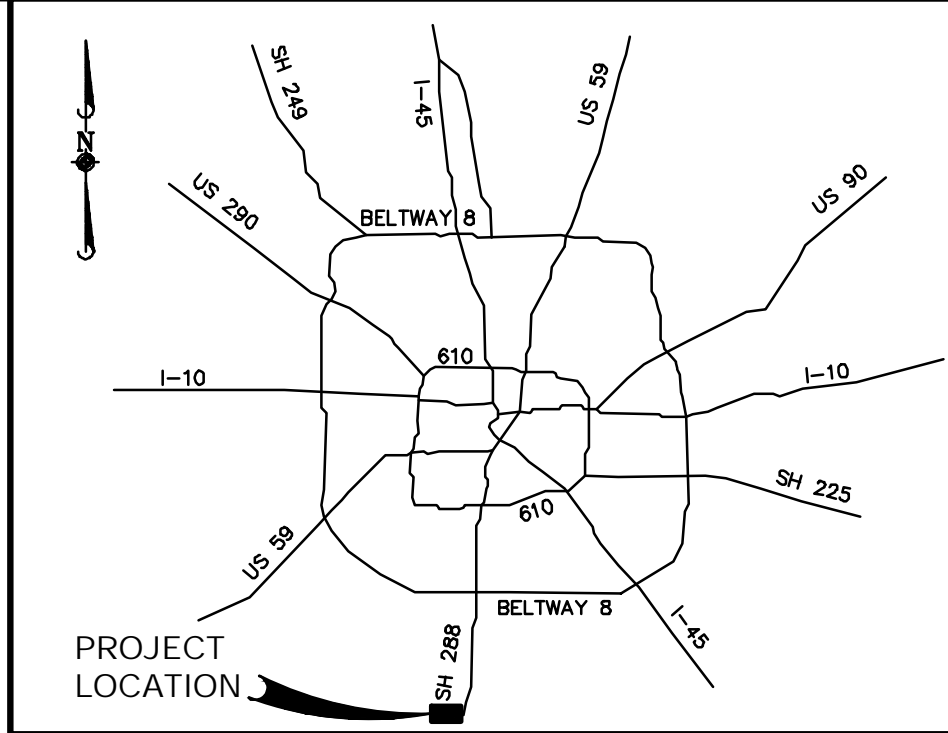 SH 249
I-45
US 59
N
US 290
US 90
BELTWAY 8
610
I-10
I-10
SH 225
610
US 59
BELTWAY 8
I-45
SH 288
PROJECT
LOCATION